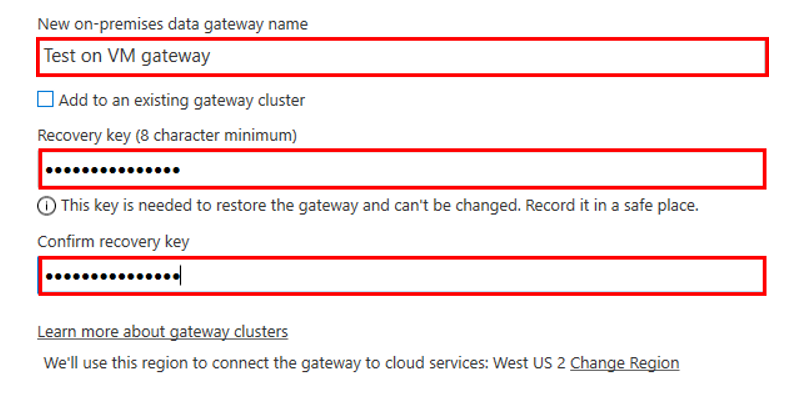 New on-premises data gateway name
Test on VM gateway
Add to an existing gateway cluster
Recovery key (8 character minimum)
•••••••••••••••
This key is needed to restore the gateway and can't be changed. Record it in a safe place.
Confirm recovery key
•••••••••••••••
Learn more about gateway clusters
We'll use this region to connect the gateway to cloud services: West US 2 Change Region